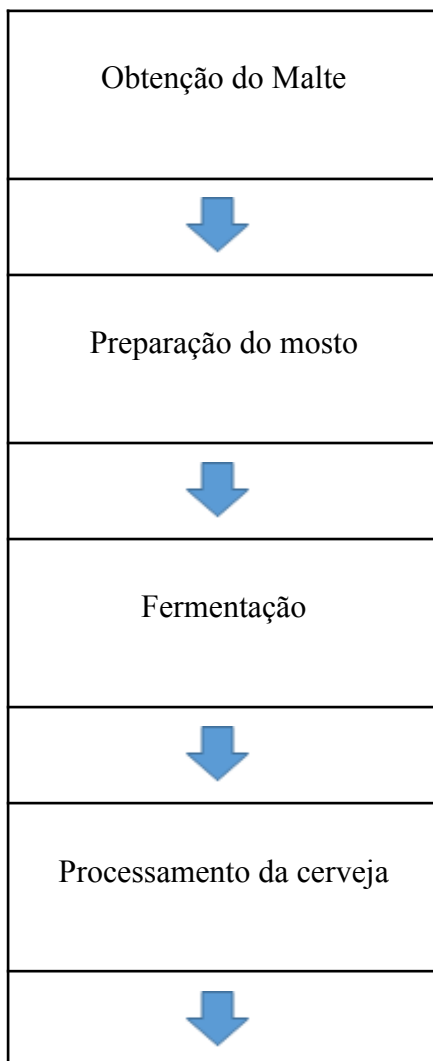 Obtenção do Malte
Preparação do mosto
Fermentação
Processamento da cerveja